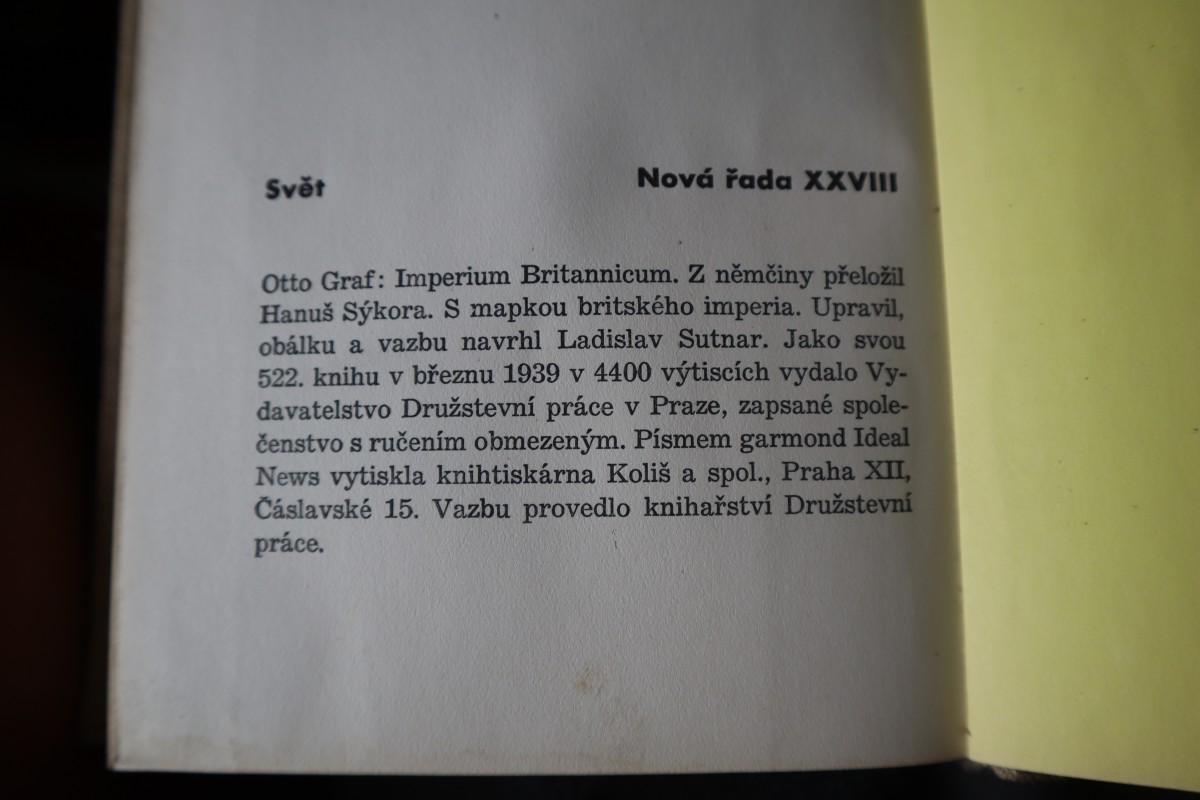 Svět Nová řada XXVIII
Otto Graf: Imperium Britannicum. Z němčiny přeložil
Hanuš Sýkora. S mapkou britského imperia. Upravil,
obálku a vazbu navrhl Ladislav Sutnar. Jako svou
522. knihu v březnu 1939 v 4400 výtiscích vydalo Vy-
davatelstvo Družstevní práce v Praze, zapsané spole-
čenstvo s ručením obmezeným. Písmem garmond Ideal
News vytiskla knihtiskárna Koliš a spol., Praha XII,
Čáslavské 15. Vazbu provedlo knihařství Družstevní
práce.